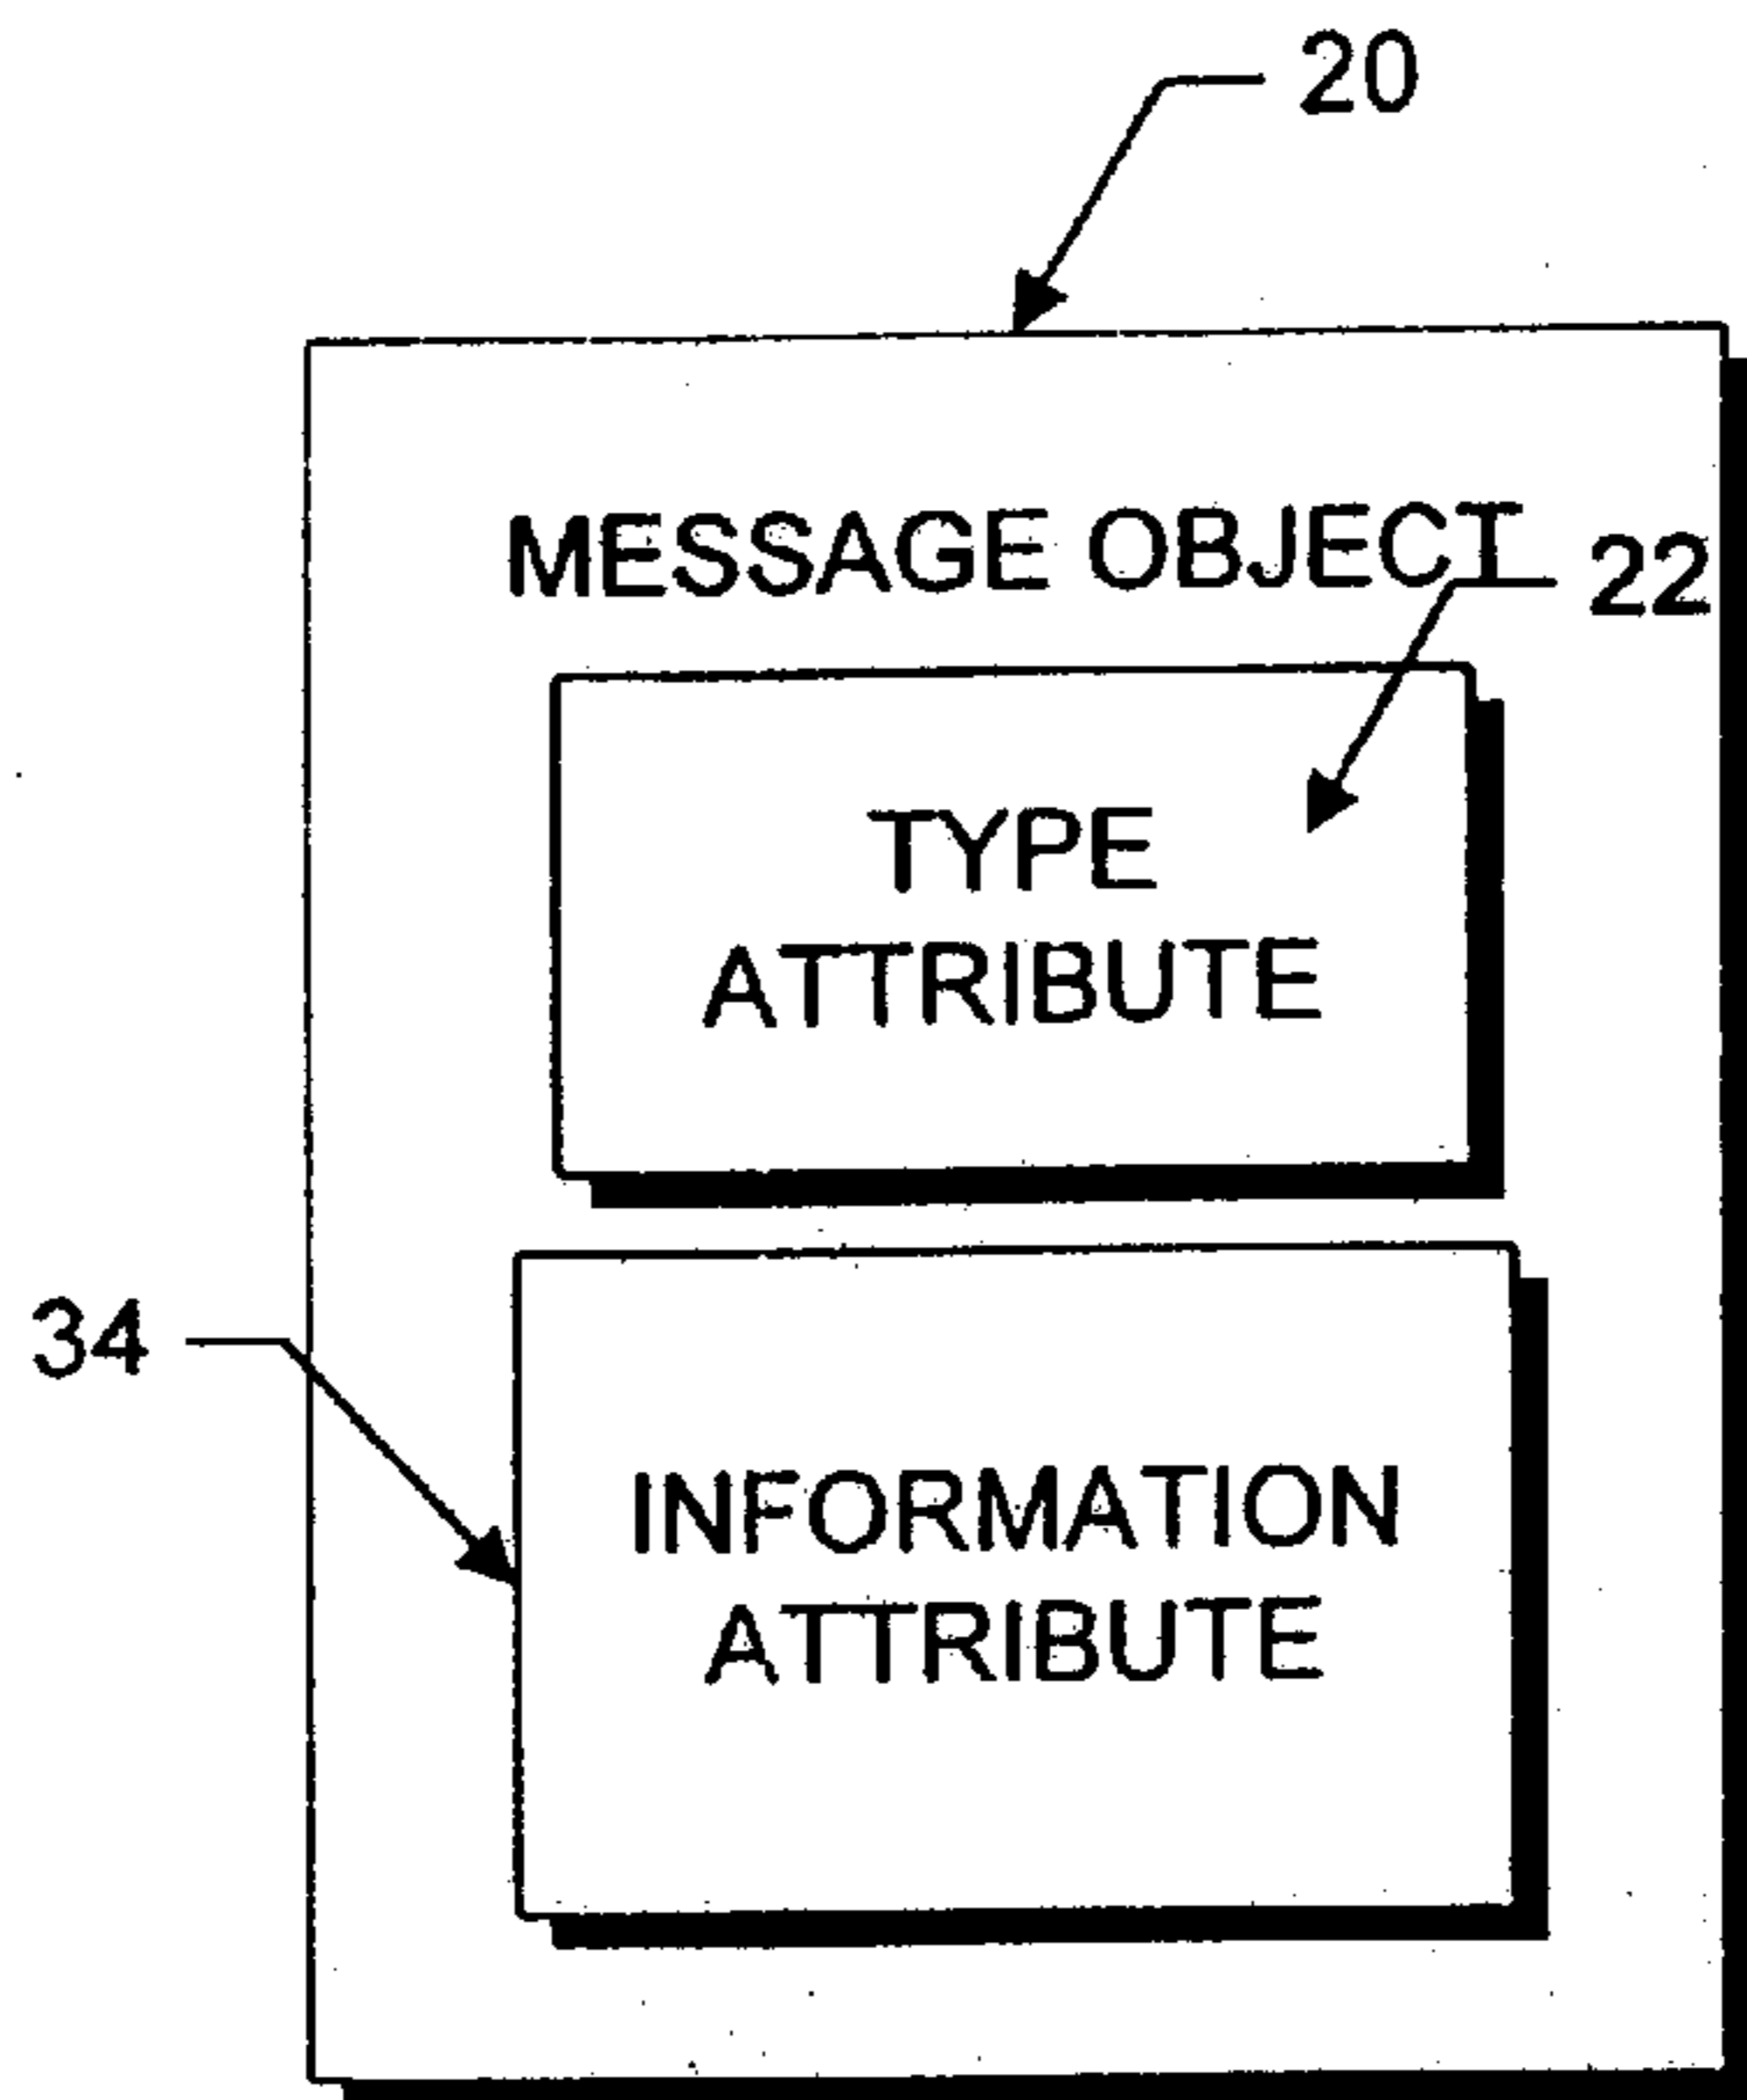 20
MESSAGE OBJECT
22
TYPE
ATTRIBUTE
34
INFORMATION
ATTRIBUTE